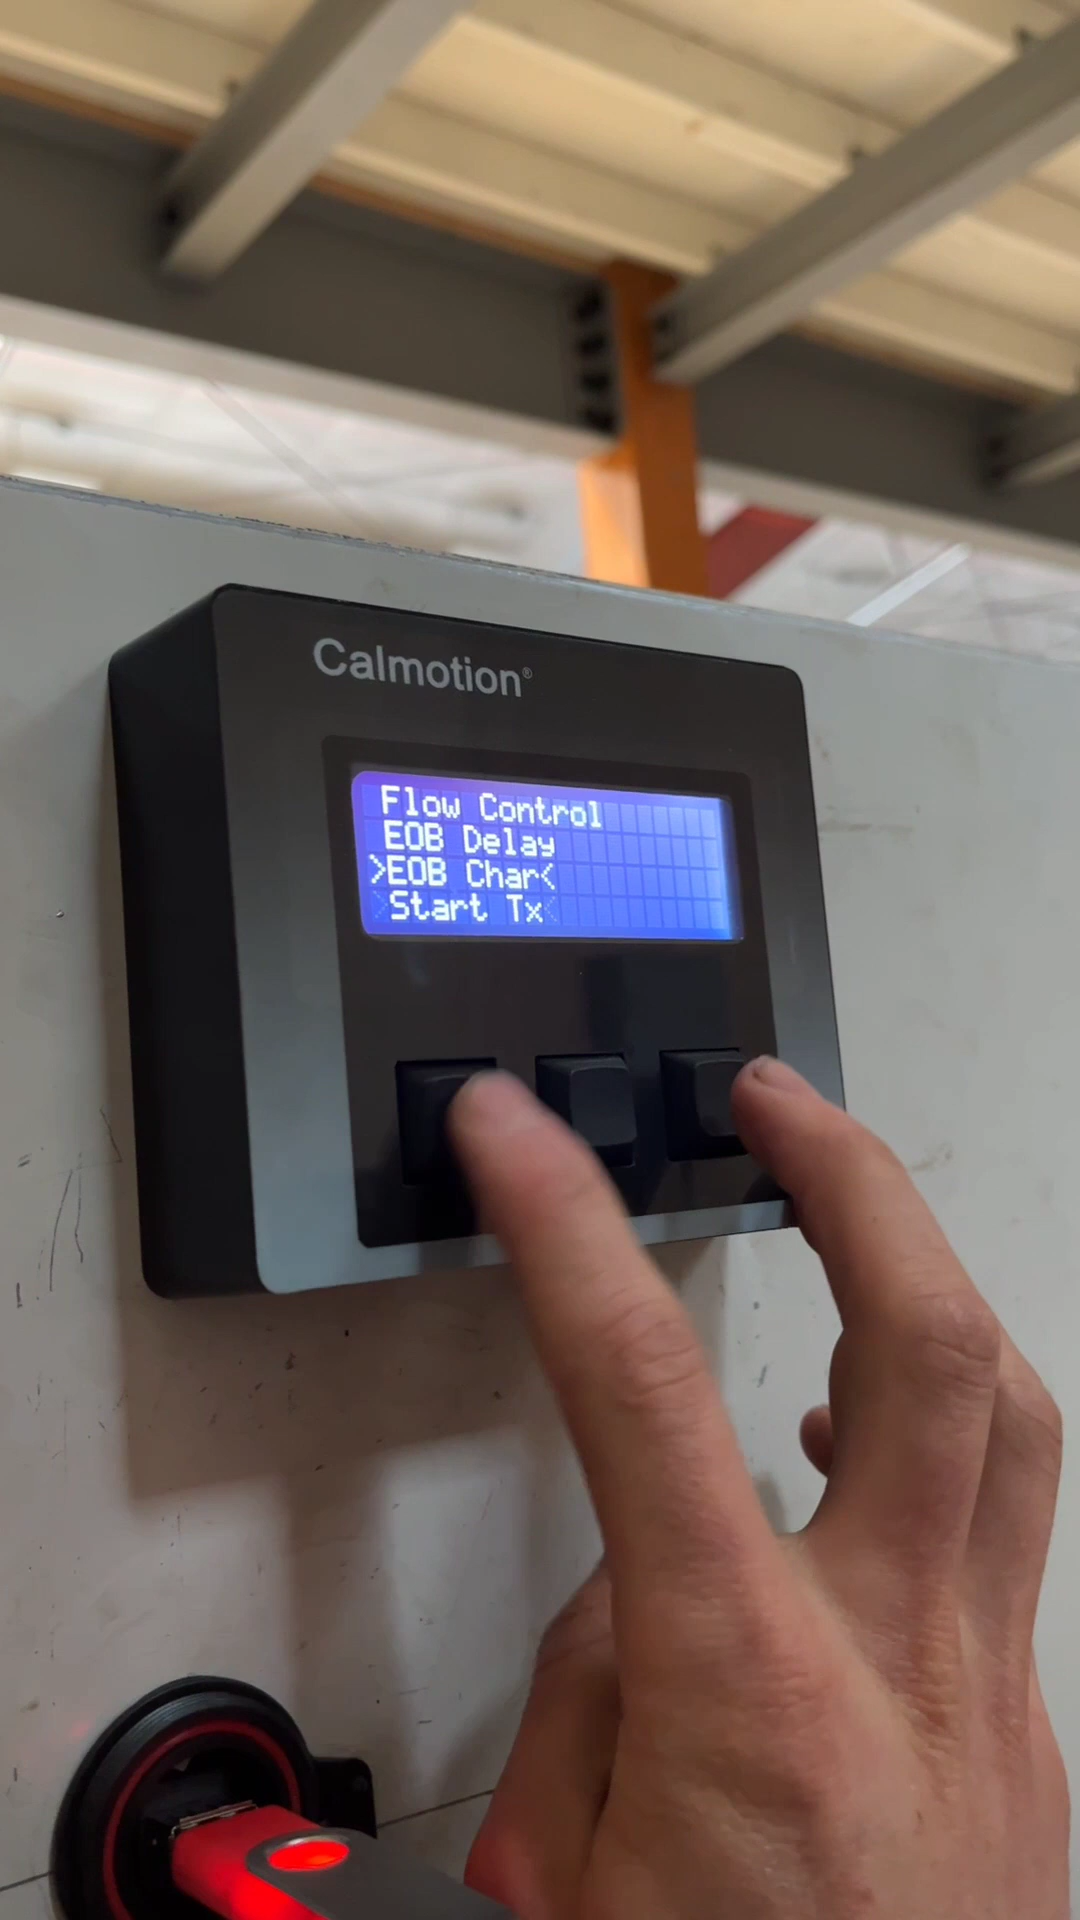 Calmotion®
Flow Control
EOB Delay
>EOB Char<
Start Tx